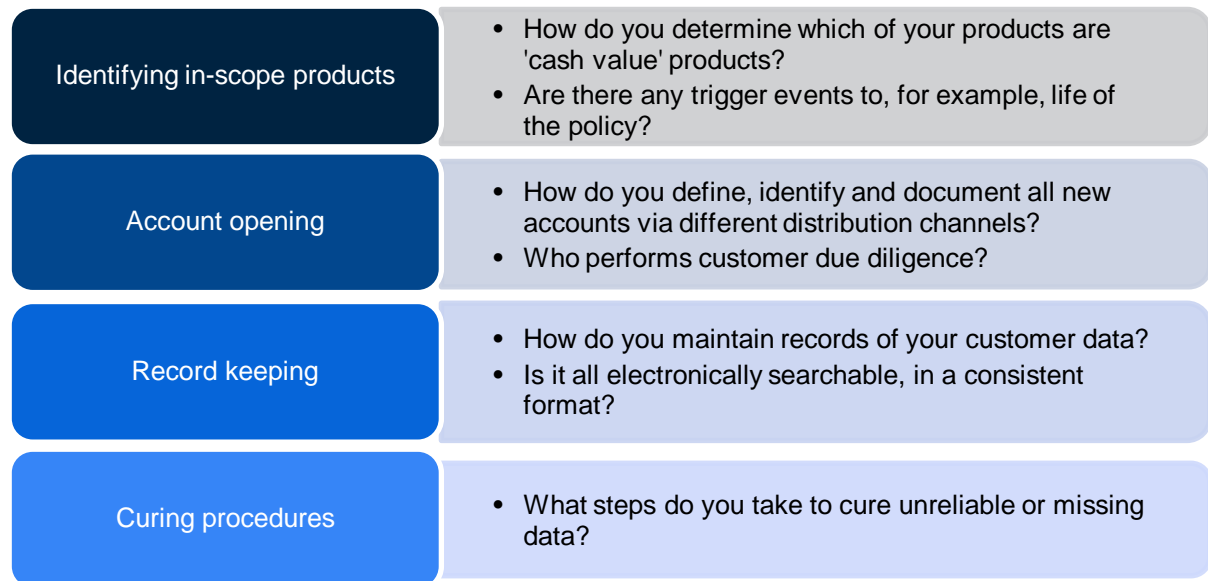 Identifying in-scope products
• How do you determine which of your products are
'cash value' products?
• Are there any trigger events to, for example, life of
the policy?
Account opening
• How do you define, identify and document all new
accounts via different distribution channels?
• Who performs customer due diligence?
Record keeping
• How do you maintain records of your customer data?
• Is it all electronically searchable, in a consistent
format?
Curing procedures
• What steps do you take to cure unreliable or missing
data?